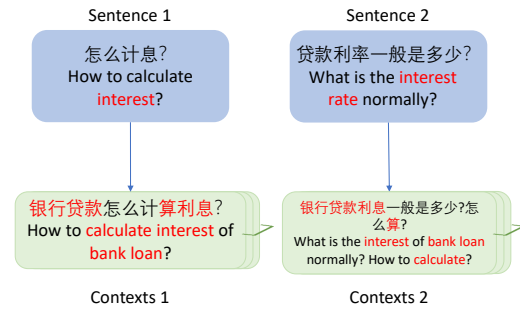 Sentence 1
Sentence 2
怎么计息?
How to calculate
interest?
贷款利率一般是多少?
What is the interest
rate normally?
银行贷款怎么计算利息?
How to calculate interest of
bank loan?
银行贷款利息一般是多少?怎
么算?
What is the interest of bank loan
normally? How to calculate?
Contexts 1
Contexts 2